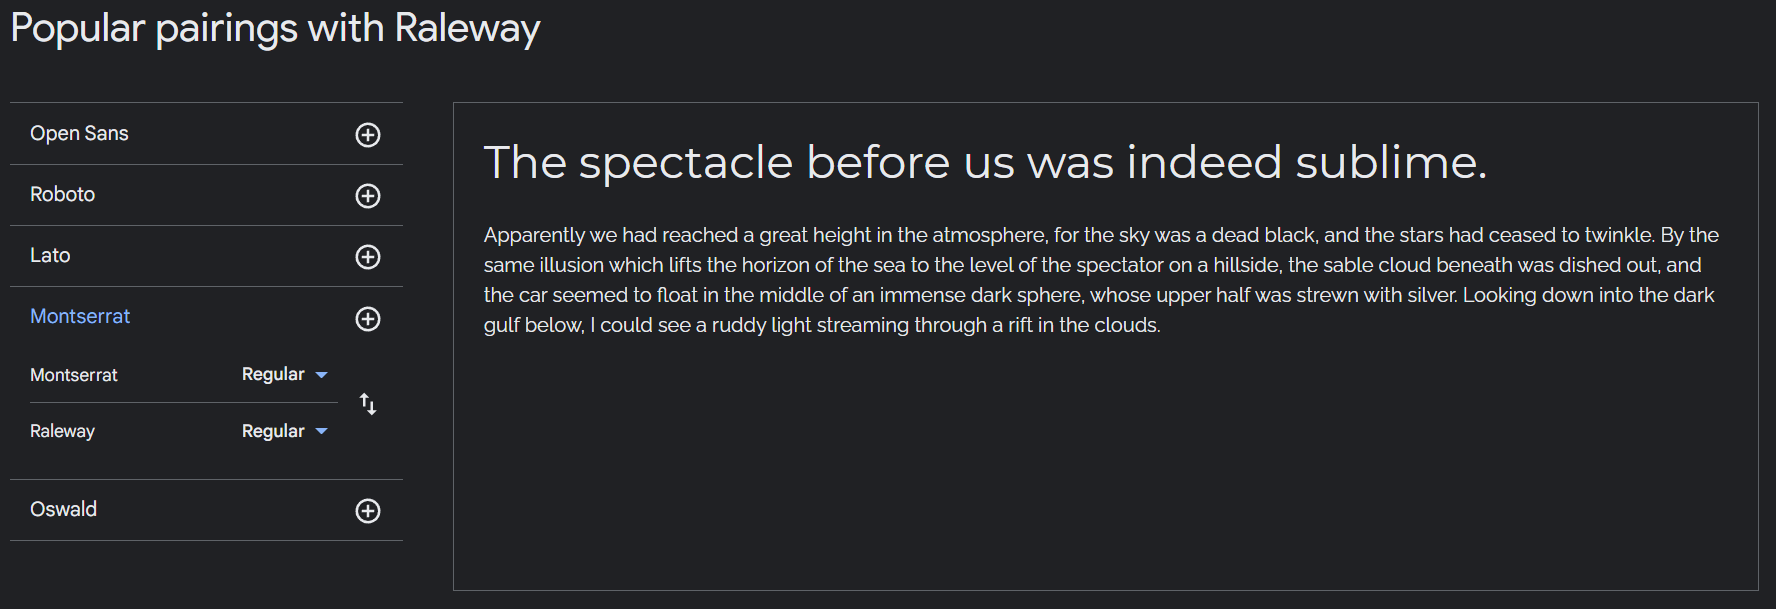 Popular pairings with Raleway
Open Sans
Roboto
Lato
Montserrat
Montserrat Regular
Raleway Regular
Oswald
The spectacle before us was indeed sublime.
Apparently we had reached a great height in the atmosphere, for the sky was a dead black, and the stars had ceased to twinkle. By the
same illusion which lifts the horizon of the sea to the level of the spectator on a hillside, the sable cloud beneath was dished out, and
the car seemed to float in the middle of an immense dark sphere, whose upper half was strewn with silver. Looking down into the dark
gulf below, I could see a ruddy light streaming through a rift in the clouds.